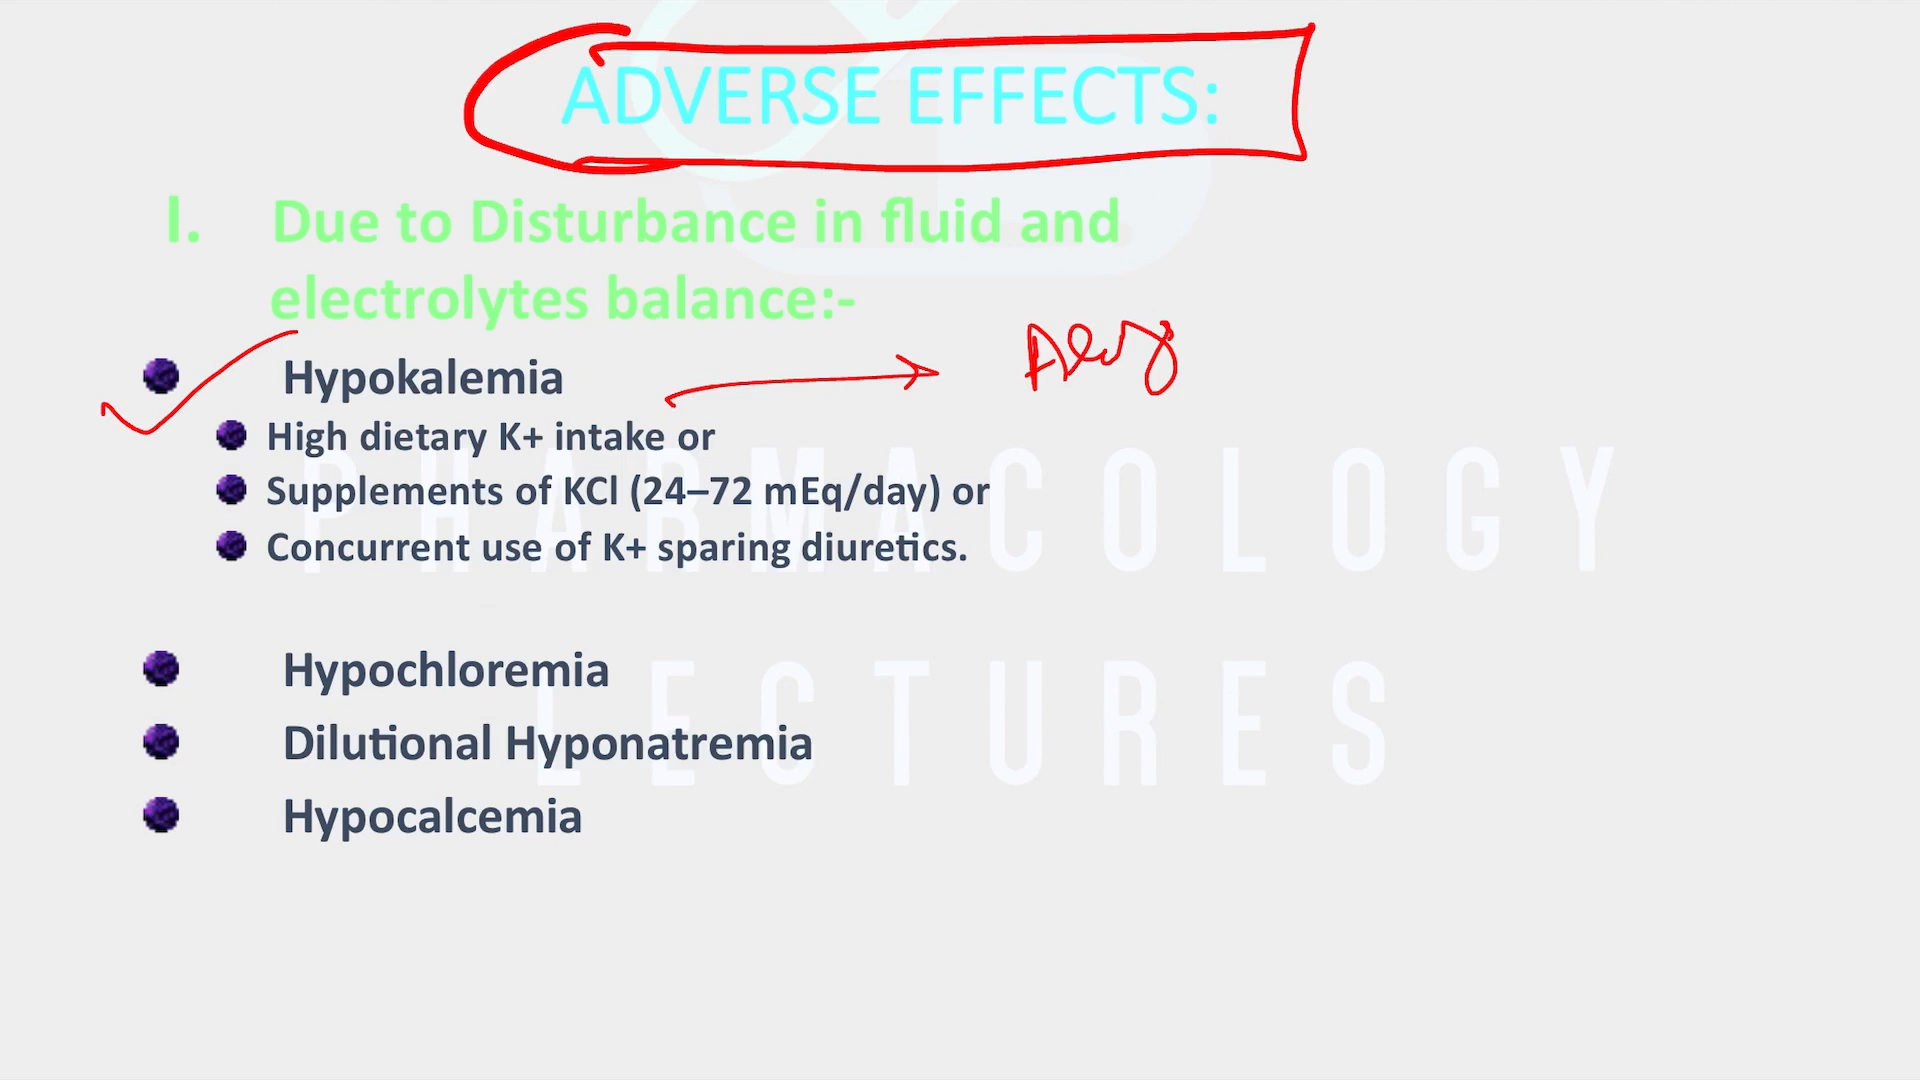 ADVERSE EFFECTS:
I. Due to Disturbance in fluid and
electrolytes balance:-
Hypokalemia
High dietary K+ intake or
Supplements of KCl (24–72 mEq/day) or
Concurrent use of K+ sparing diuretics.
Hypochloremia
Dilutional Hyponatremia
Hypocalcemia
PHARMACOLOGY
LECTURES